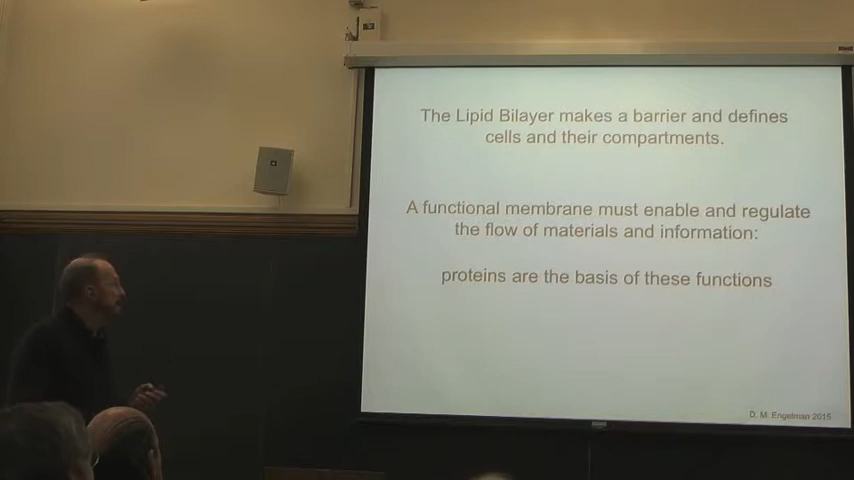 The Lipid Bilayer makes a barrier and defines
cells and their compartments.
A functional membrane must enable and regulate
the flow of materials and information:
proteins are the basis of these functions
D. M. Engelman 2015